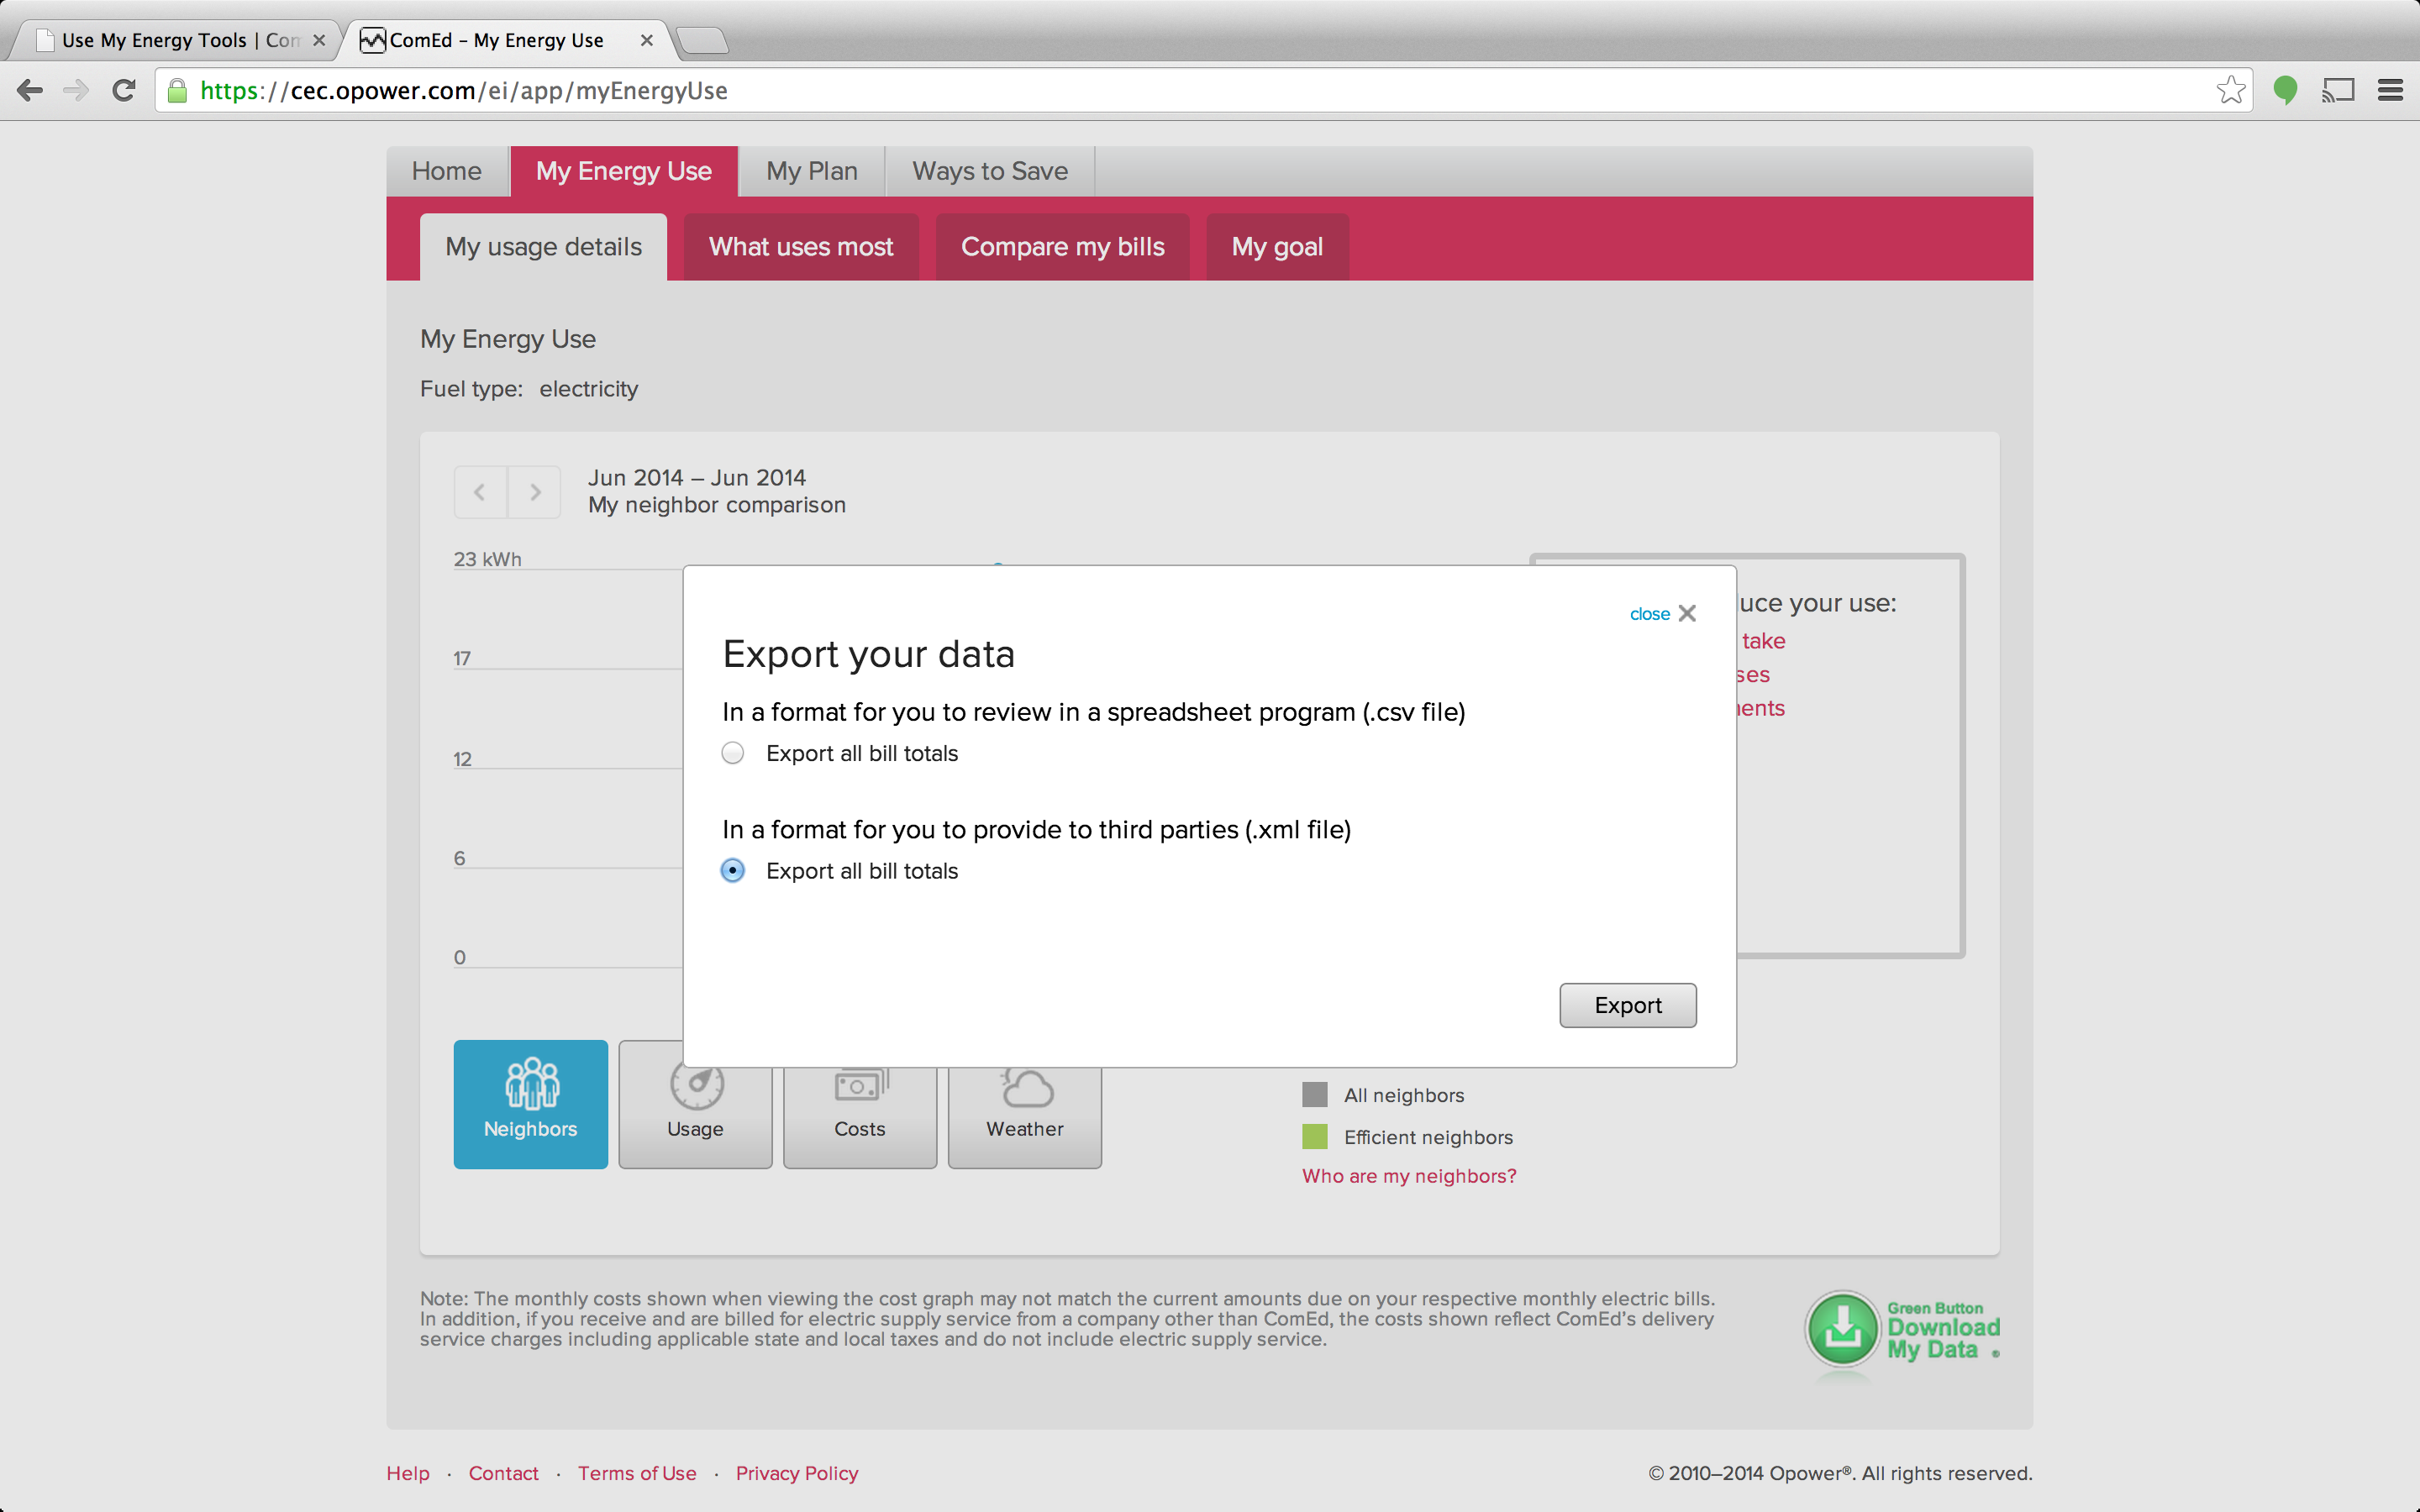 Use My Energy Tools | Com
ComEd – My Energy Use
https://cec.opower.com/ei/app/myEnergyUse
Home
My Energy Use
My Plan
Ways to Save
My usage details
What uses most
Compare my bills
My goal
My Energy Use
Fuel type: electricity
Jun 2014 – Jun 2014
My neighbor comparison
23 kWh
17
12
6
0
close
Export your data
In a format for you to review in a spreadsheet program (.csv file)
Export all bill totals
In a format for you to provide to third parties (.xml file)
Export all bill totals
Export
your use:
take
Neighbors
Usage
Costs
Weather
All neighbors
Efficient neighbors
Who are my neighbors?
Note: The monthly costs shown when viewing the cost graph may not match the current amounts due on your respective monthly electric bills.
In addition, if you receive and are billed for electric supply service from a company other than ComEd, the costs shown reflect ComEd's delivery
service charges including applicable state and local taxes and do not include electric supply service.
Green Button
Download
My Data
Help · Contact · Terms of Use · Privacy Policy
© 2010–2014 Opower®. All rights reserved.